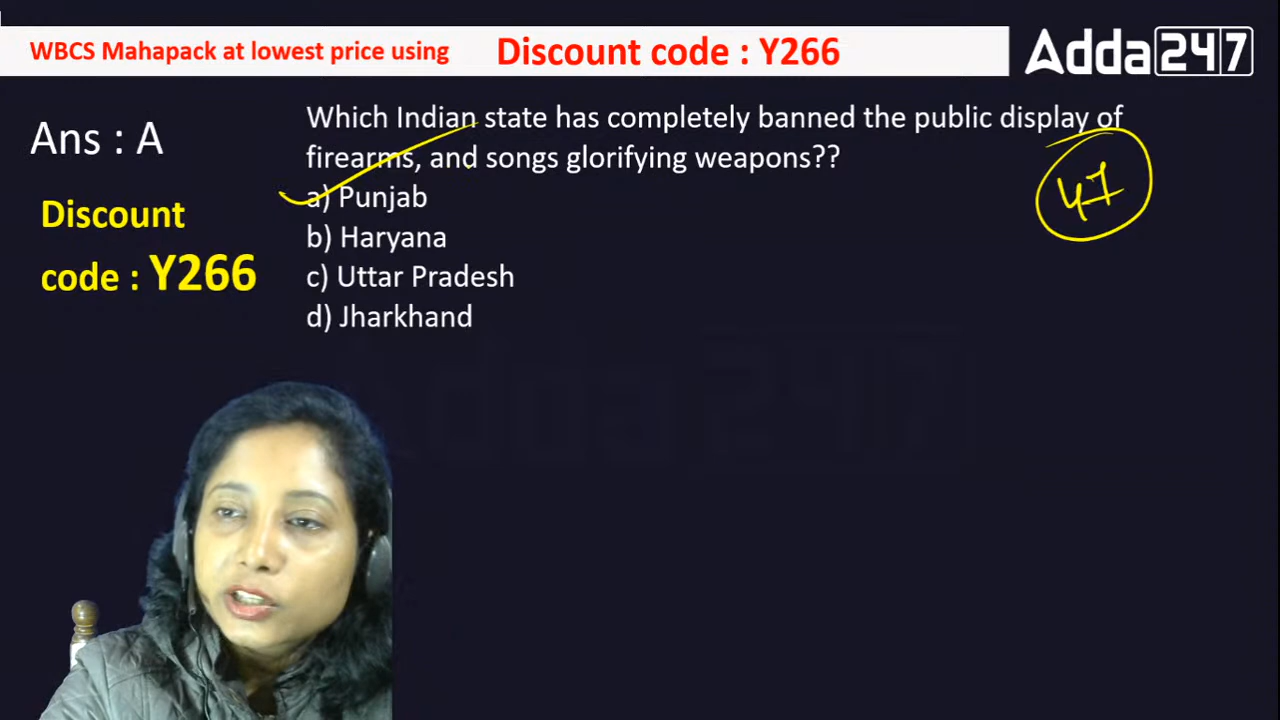 WBCS Mahapack at lowest price using Discount code : Y266
Adda247
Ans : A
Discount
code : Y266
Which Indian state has completely banned the public display of
firearms, and songs glorifying weapons??
a) Punjab
b) Haryana
c) Uttar Pradesh
d) Jharkhand
47
Adda247